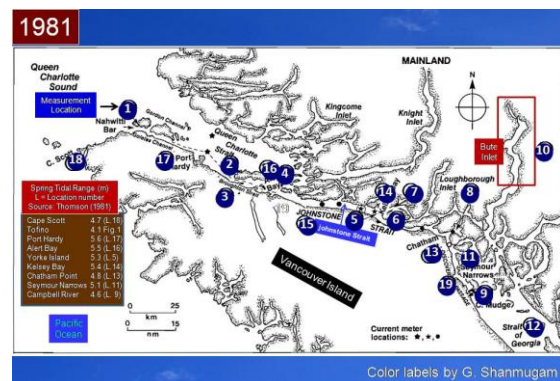 1981
Queen
Charlotte
Sound
MAINLAND
Measurement
Location
1
Nahwitti
Bar
N
Kingcome
Inlet
Knight
Inlet
Queen
Charlotte
Bute
Inlet
10
18
17
Port
Hardy
2
16
4
14
7
Loughborough
Inlet
8
3
Spring Tidal Range (m)
L = Location number
Source: Thomson (1981)
Cape Scott 4.7 (L. 18)
Tofino 4.1 Fig.1
Port Hardy 5.6 (L.17)
Alert Bay 5.5 (L.16)
Yorke Island 5.3 (L.5)
Kelsey Bay 5.4 (L.14)
Chatham Point 4.8 (L.13)
Seymour Narrows 5.1 (L.11)
Campbell River 4.6 (L. 9)
JOHNSTONE
STRAIT
15
5
6
Johnstone Strait
Chatham
13
11
Seymour
Narrows
Vancouver Island
19
9
C. Mudge
Pacific
Ocean
0 25
km
0 15
nm
Current meter
locations:
12
Strait
of
Georgia
Color labels by G. Shanmugam